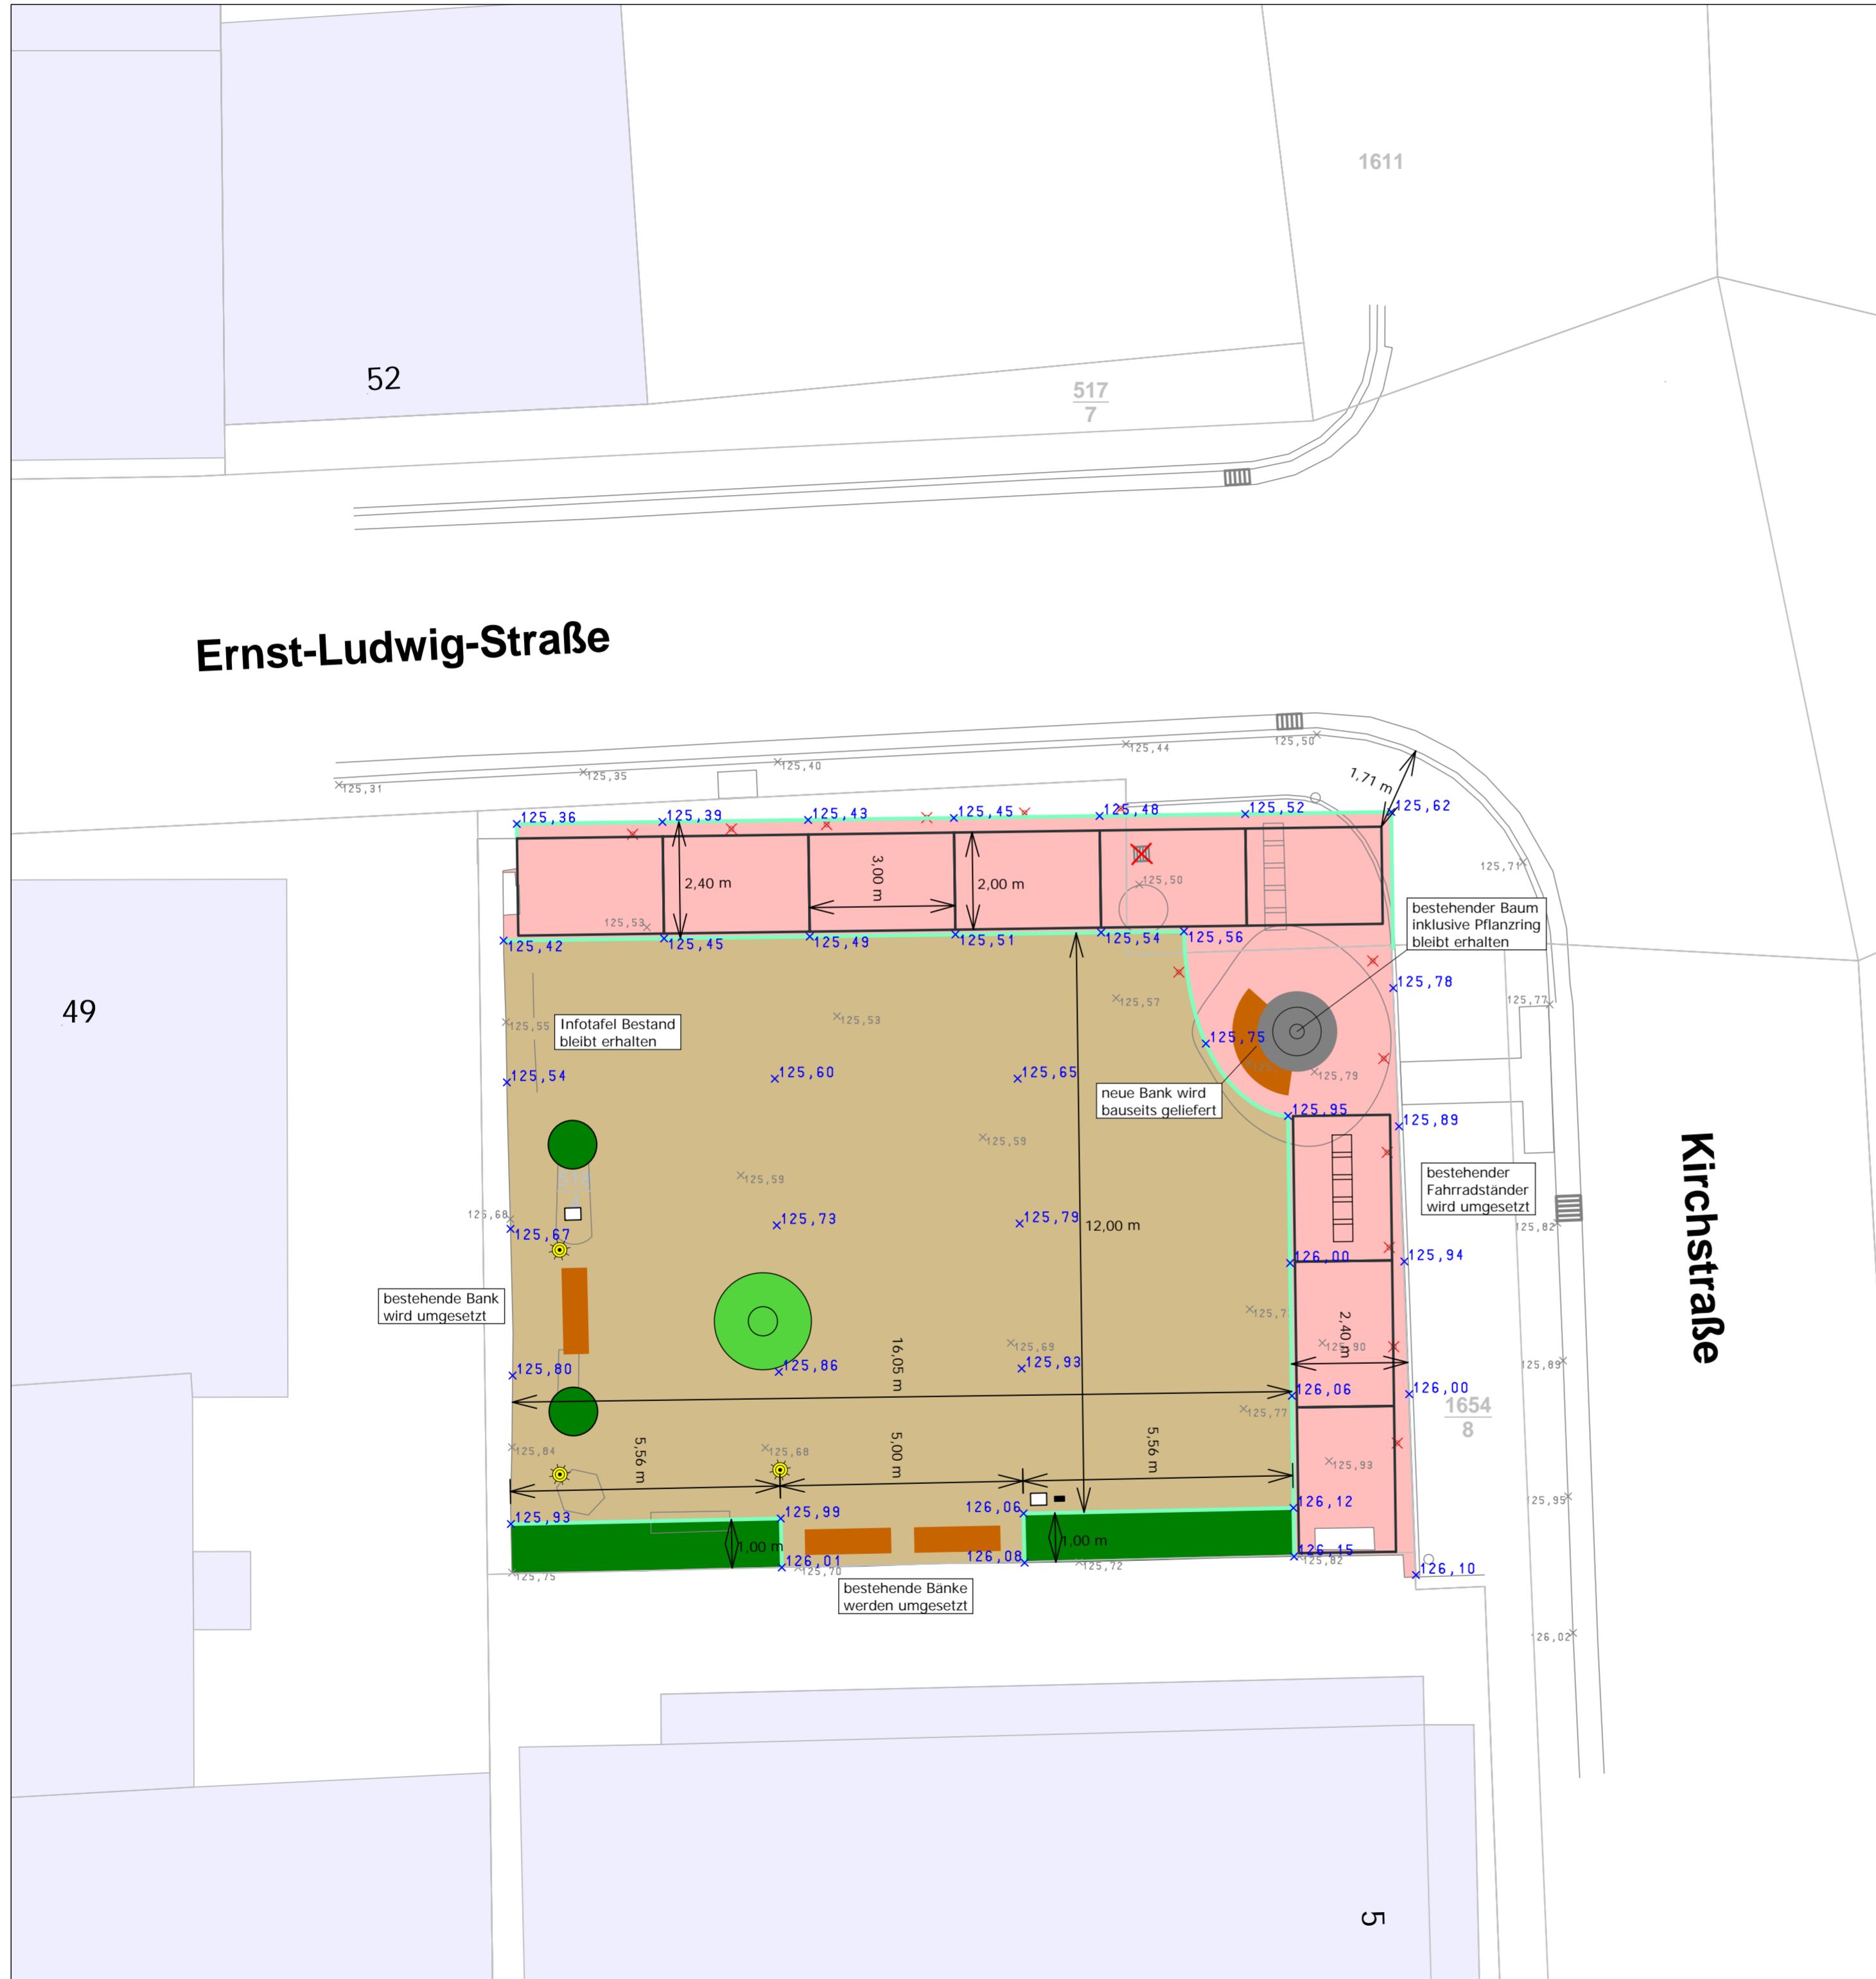 1611
52
517
7
Ernst-Ludwig-Straße
125,50
125,44
125,40
125,35
125,31
1,71 m
125,36
125,39
125,43
125,45
125,48
125,52
125,62
125,71
3,00 m
2,40 m
2,00 m
125,50
bestehender Baum
inklusive Pflanzring
bleibt erhalten
125,53
125,42
125,45
125,49
125,51
125,54
125,56
125,78
125,77
49
125,55
Infotafel Bestand
bleibt erhalten
125,53
125,57
125,75
125,79
125,54
125,60
125,65
neue Bank wird
bauseits geliefert
125,95
125,89
125,59
125,59
bestehender
Fahrradständer
wird umgesetzt
Kirchstraße
125,68
125,67
125,73
125,79
12,00 m
125,82
126,00
125,94
bestehende Bank
wird umgesetzt
125,7
2,40 m
125,90
125,69
16,05 m
125,89
125,80
125,86
125,93
126,06
126,00
125,77
1654
8
125,84
125,68
5,56 m
5,00 m
5,56 m
125,93
125,95
125,93
125,99
126,06
126,12
1,00 m
1,00 m
126,01
126,08
126,15
125,75
125,70
125,72
125,82
126,10
bestehende Bänke
werden umgesetzt
126,02
5